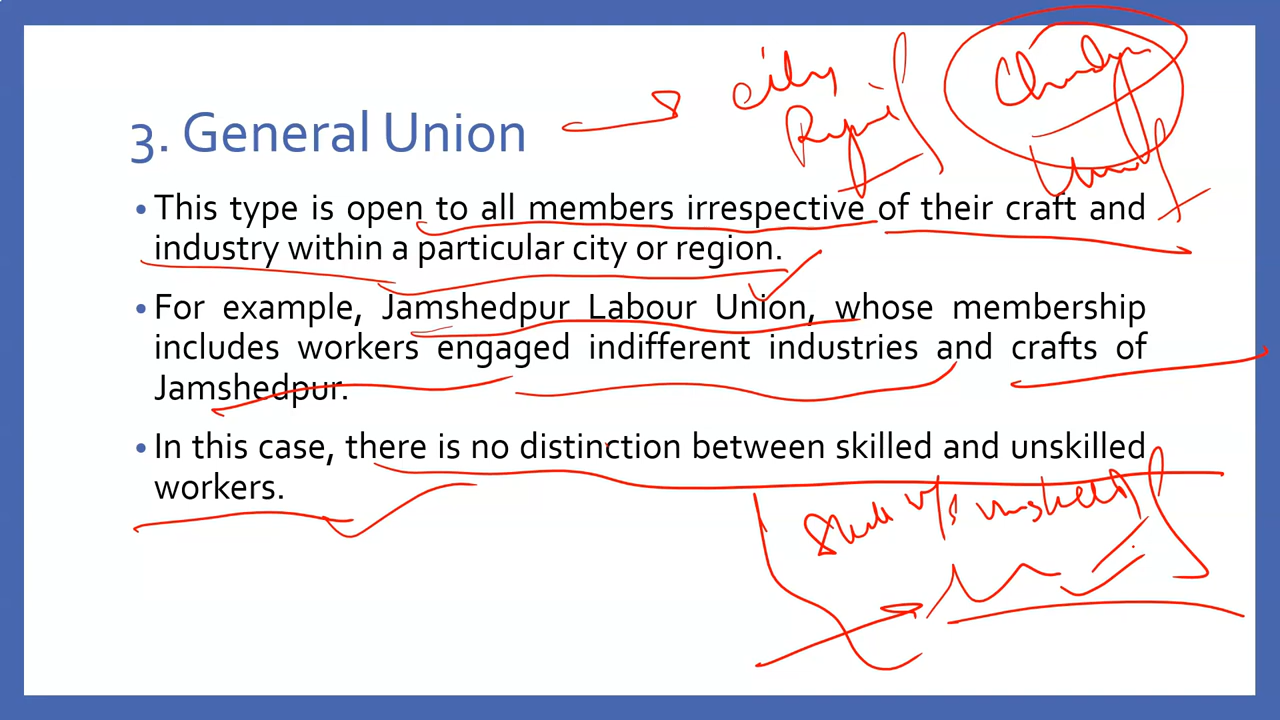 3. General Union
City
• This type is open to all members irrespective of their craft and
industry within a particular city or region.
• For example, Jamshedpur Labour Union, whose membership
includes workers engaged indifferent industries and crafts of
Jamshedpur.
• In this case, there is no distinction between skilled and unskilled
workers.
v/s unskilled